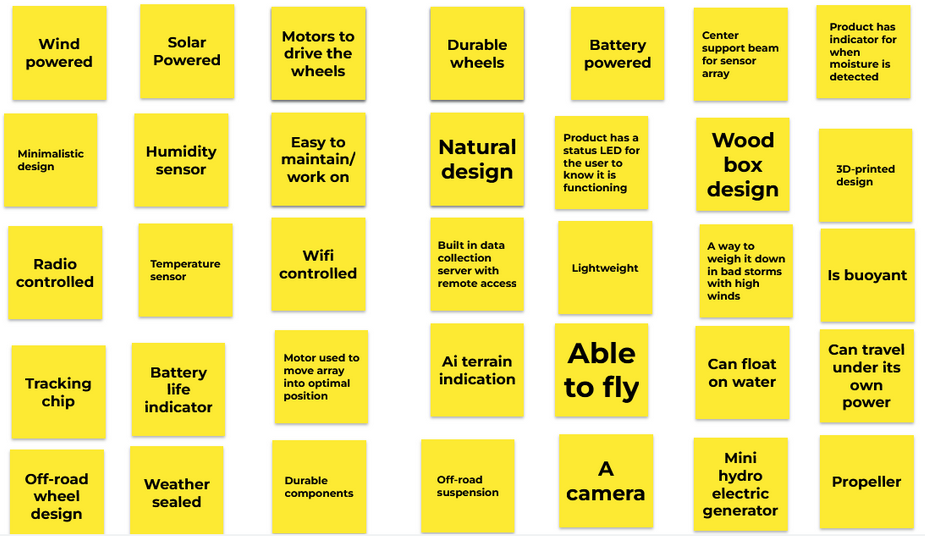 Wind
powered
Solar
Powered
Motors to
drive the
wheels
Durable
wheels
Battery
powered
Center
support beam
for sensor
array
Product has
indicator for
when
moisture is
detected
Minimalistic
design
Humidity
sensor
Easy to
maintain/
work on
Natural
design
Product has a
status LED for
the user to
know it is
functioning
Wood
box
design
3D-printed
design
Radio
controlled
Temperature
sensor
Wifi
controlled
Built in data
collection
server with
remote access
Lightweight
A way to
weigh it down
in bad storms
with high
winds
Is buoyant
Tracking
chip
Battery
life
indicator
Motor used to
move array
into optimal
position
Ai terrain
indication
Able
to fly
Can float
on water
Can travel
under its
own
power
Off-road
wheel
design
Weather
sealed
Durable
components
Off-road
suspension
A
camera
Mini
hydro
electric
generator
Propeller